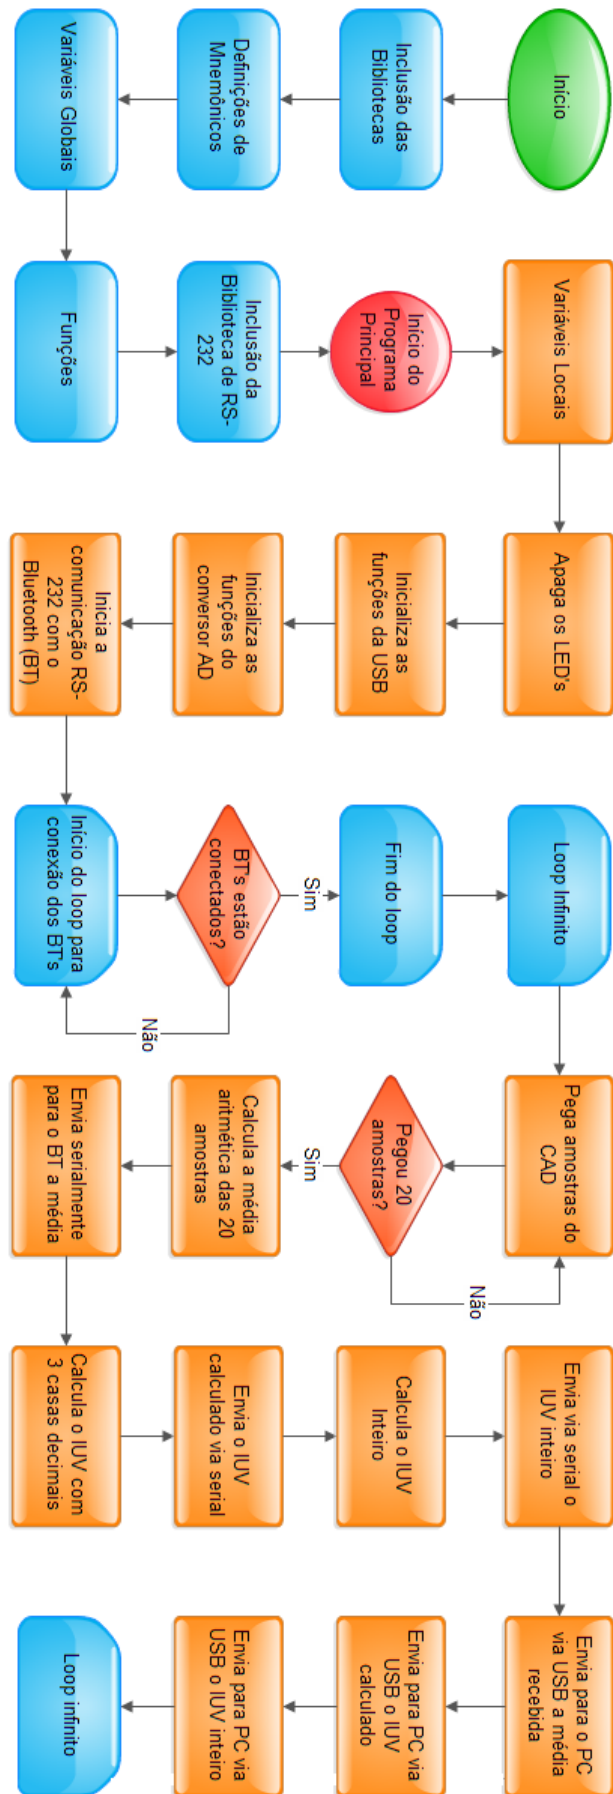 Início
Inclusão das
Bibliotecas
Definições de
Mnemônicos
Variáveis Globais
Funções
Inclusão da
Biblioteca de RS-
232
Início do
Programa
Principal
Variáveis Locais
Apaga os LED's
Inicializa as
funções da USB
Inicializa as
funções do
conversor AD
Inicia a
comunicação RS-
232 com o
Bluetooth (BT)
Início do loop para
conexão dos BT's
BT's estão
conectados?
Não
Sim
Fim do loop
Loop Infinito
Pega amostras do
CAD
Pegou 20
amostras?
Não
Sim
Calcula a média
aritmética das 20
amostras
Envia serialmente
para o BT a média
Calcula o IUV com
3 casas decimais
Envia o IUV
calculado via serial
Calcula o IUV
Inteiro
Envia via serial o
IUV inteiro
Envia para o PC
via USB a média
recebida
Envia para PC via
USB o IUV
calculado
Envia para PC via
USB o IUV inteiro
Loop infinito